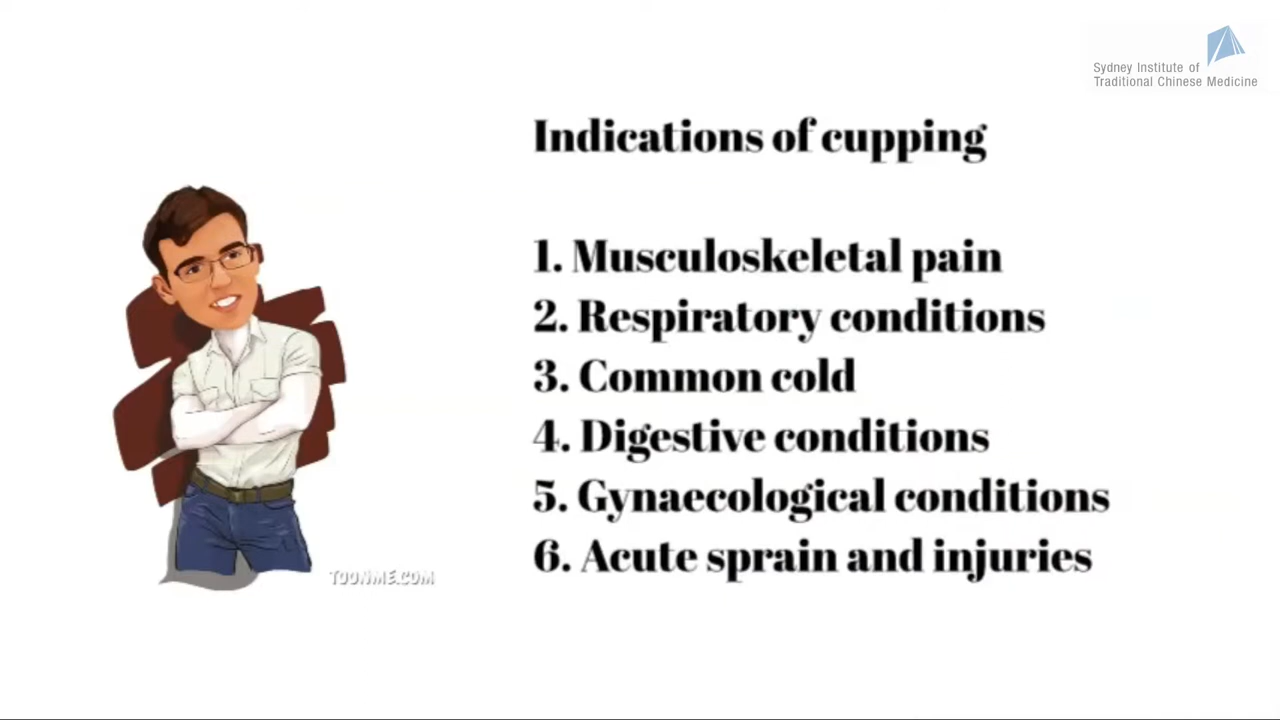 Sydney Institute of
Traditional Chinese Medicine
Indications of cupping
1. Musculoskeletal pain
2. Respiratory conditions
3. Common cold
4. Digestive conditions
5. Gynaecological conditions
6. Acute sprain and injuries
TOONME.COM